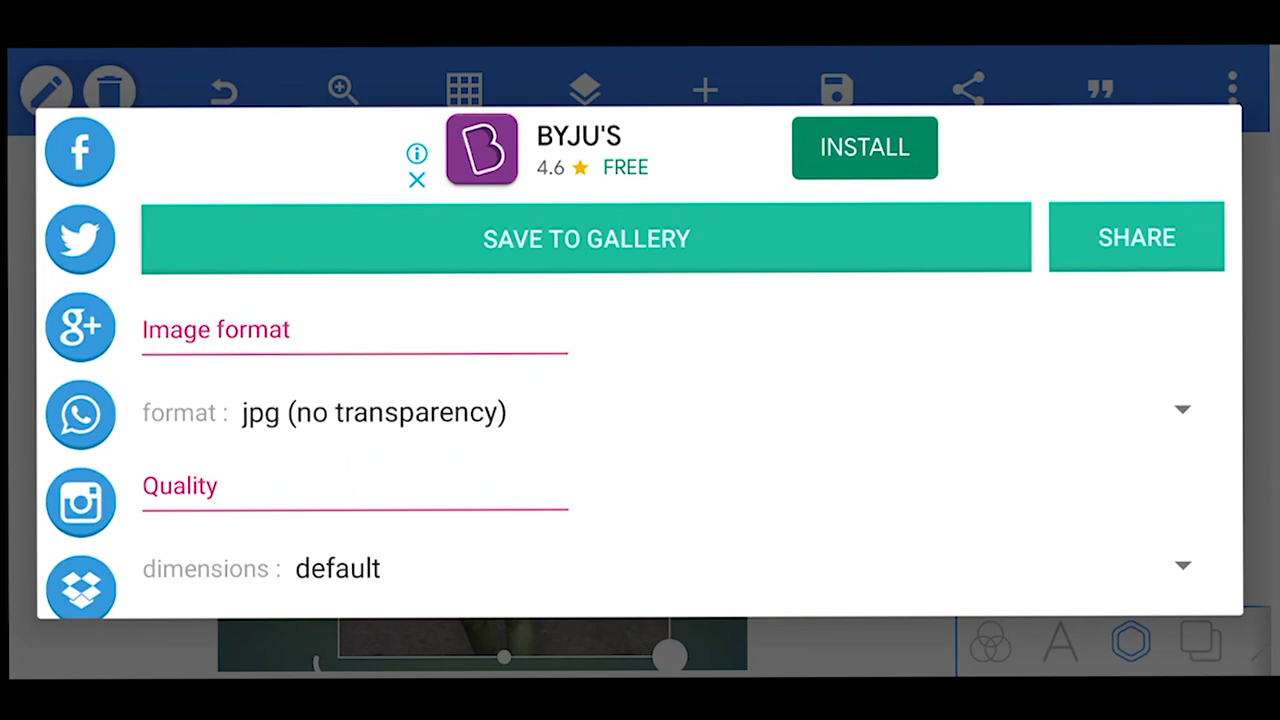 BYJU'S
4.6 ★ FREE
INSTALL
SAVE TO GALLERY
SHARE
Image format
format : jpg (no transparency)
Quality
dimensions : default